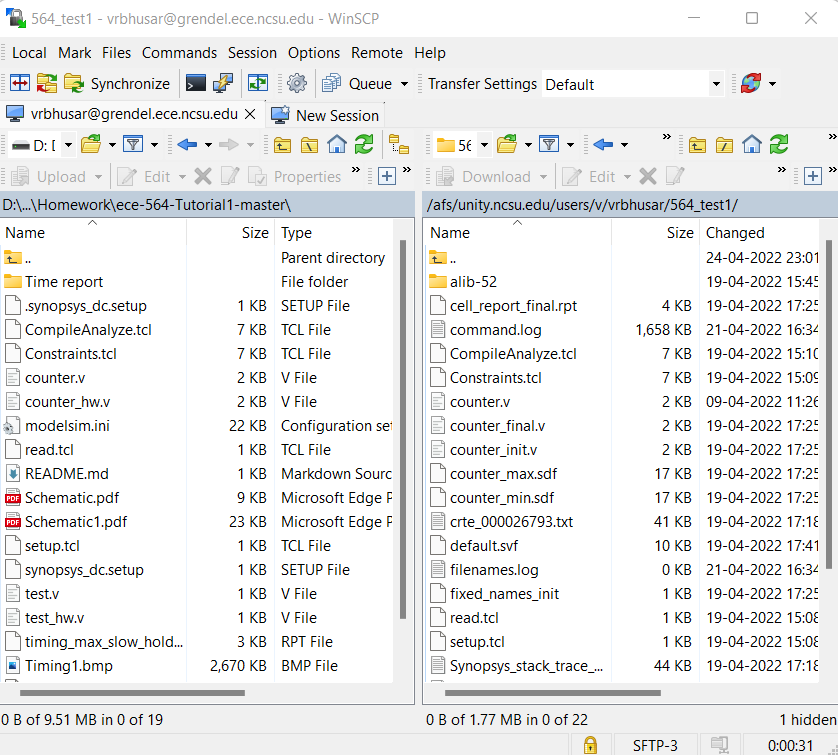 564_test1 - vrbhusar@grendel.ece.ncsu.edu - WinSCP
Local Mark Files Commands Session Options Remote Help
Synchronize Queue Transfer Settings Default
vrbhusar@grendel.ece.ncsu.edu New Session
D: [ 56
Upload Edit Properties Download Edit
D:\...\Homework\ece-564-Tutorial1-master\ /afs/unity.ncsu.edu/users/v/vrbhusar/564_test1/
Name Size Type Name Size Changed
.. Parent directory .. 24-04-2022 23:01
Time report File folder alib-52 19-04-2022 15:45
.synopsys_dc.setup 1 KB SETUP File cell_report_final.rpt 4 KB 19-04-2022 17:25
CompileAnalyze.tcl 7 KB TCL File command.log 1,658 KB 21-04-2022 16:34
Constraints.tcl 7 KB TCL File CompileAnalyze.tcl 7 KB 19-04-2022 15:10
counter.v 2 KB V File Constraints.tcl 7 KB 19-04-2022 15:09
counter_hw.v 2 KB V File counter.v 2 KB 09-04-2022 11:26
modelsim.ini 22 KB Configuration set counter_final.v 2 KB 19-04-2022 17:25
read.tcl 1 KB TCL File counter_init.v 2 KB 19-04-2022 17:25
README.md 1 KB Markdown Sourc counter_max.sdf 17 KB 19-04-2022 17:25
Schematic.pdf 9 KB Microsoft Edge P counter_min.sdf 17 KB 19-04-2022 17:25
Schematic1.pdf 23 KB Microsoft Edge P crte_000026793.txt 41 KB 19-04-2022 17:18
setup.tcl 1 KB TCL File default.svf 10 KB 19-04-2022 17:41
synopsys_dc.setup 1 KB SETUP File filenames.log 0 KB 21-04-2022 16:34
test.v 1 KB V File fixed_names_init 1 KB 19-04-2022 17:25
test_hw.v 1 KB V File read.tcl 1 KB 19-04-2022 15:08
timing_max_slow_hold... 3 KB RPT File setup.tcl 1 KB 19-04-2022 15:08
Timing1.bmp 2,670 KB BMP File Synopsys_stack_trace_... 44 KB 19-04-2022 17:18
0 B of 9.51 MB in 0 of 19 0 B of 1.77 MB in 0 of 22 1 hidden
SFTP-3 0:00:31